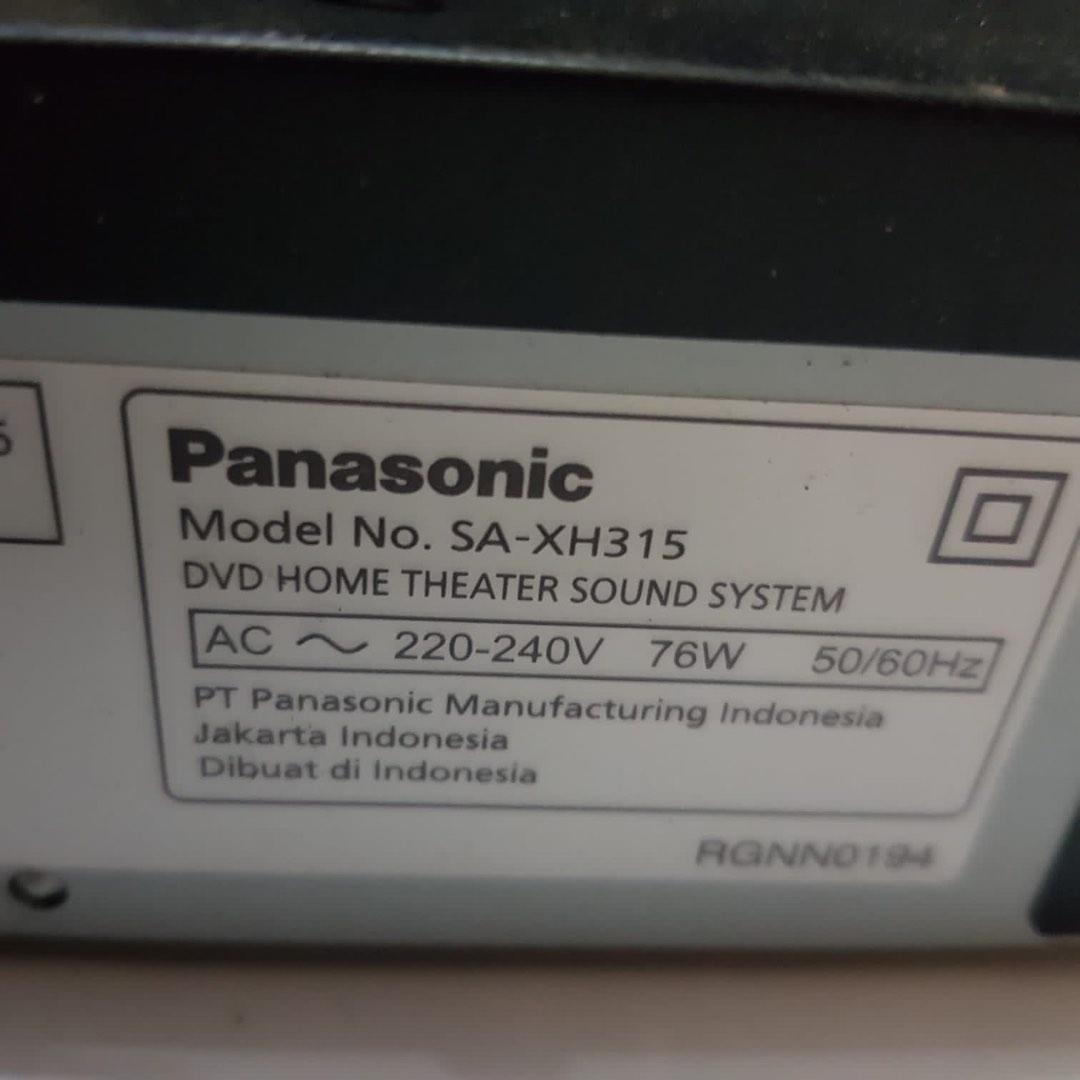 Panasonic
Model No. SA-XH315
DVD HOME THEATER SOUND SYSTEM
AC ~ 220-240V 76W 50/60Hz
PT Panasonic Manufacturing Indonesia
Jakarta Indonesia
Dibuat di Indonesia
RGNN0194